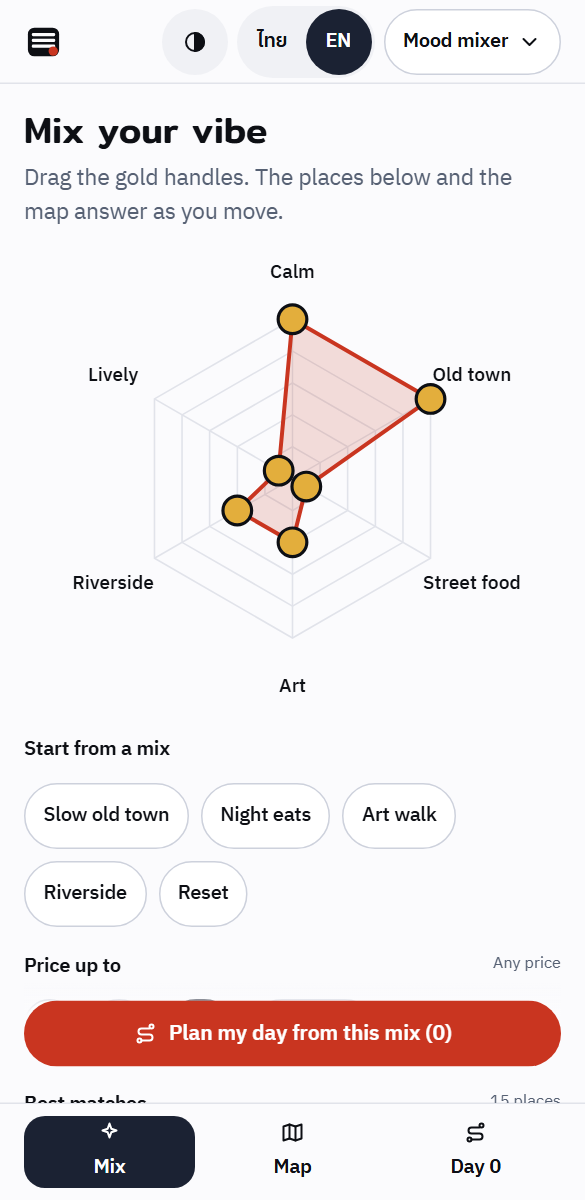 ไทย EN Mood mixer
Mix your vibe
Drag the gold handles. The places below and the
map answer as you move.
Calm
Lively
Old town
Riverside
Street food
Art
Start from a mix
Slow old town Night eats Art walk
Riverside Reset
Price up to Any price
Plan my day from this mix (0)
Best matches 15 places
Mix Map Day 0